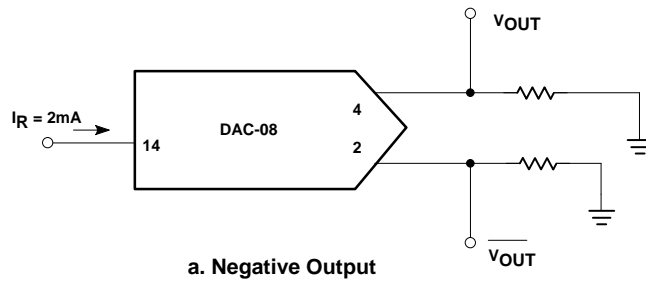 VOUT
IR = 2mA
14
DAC-08
4
2
VOUT
a. Negative Output